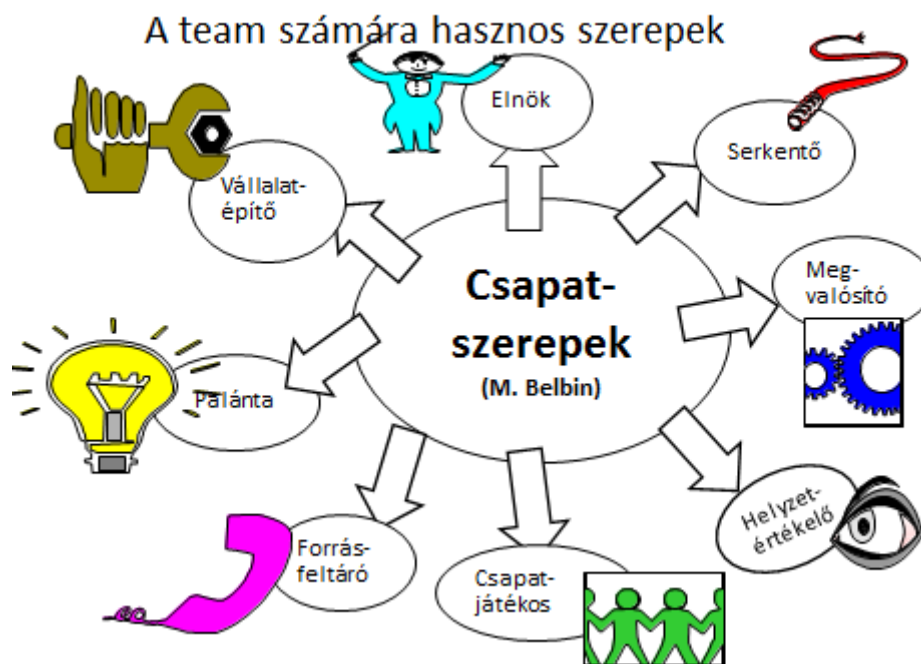 A team számára hasznos szerepek
Elnök
Serkentő
Vállalat-
építő
Meg-
valósító
Csapat-
szerepek
(M. Belbin)
Palánta
Helyzet-
értékelő
Forrás-
feltáró
Csapat-
játékos